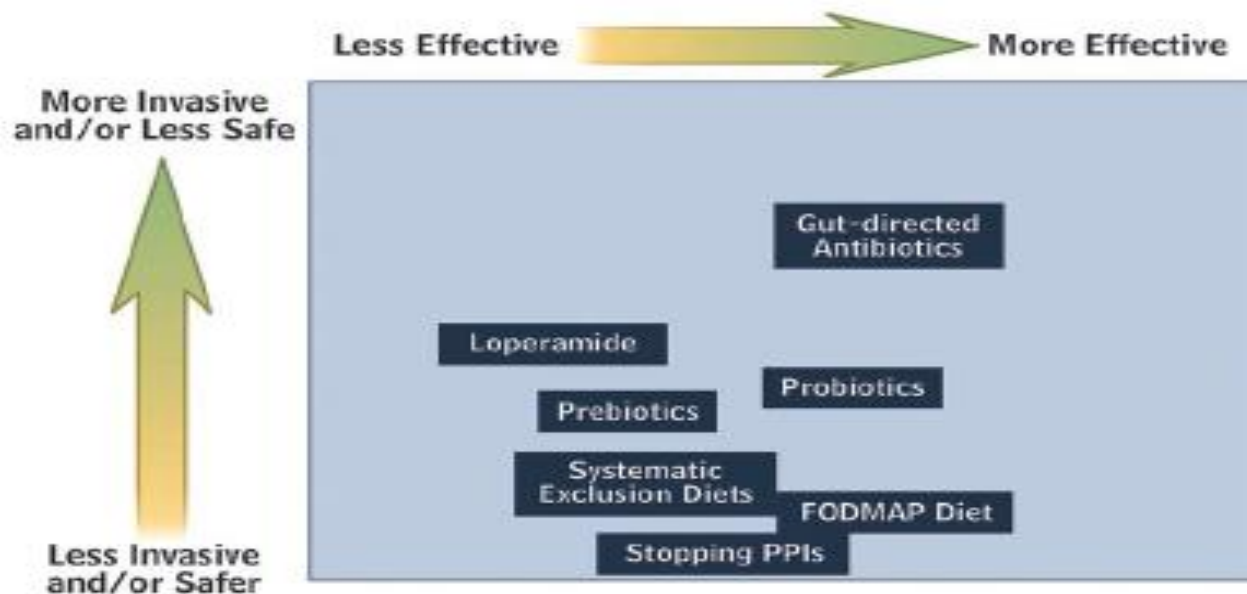 Less Effective
More Effective
More Invasive
and/or Less Safe
Gut-directed
Antibiotics
Loperamide
Probiotics
Prebiotics
Systematic
Exclusion Diets
FODMAP Diet
Stopping PPIs
Less Invasive
and/or Safer